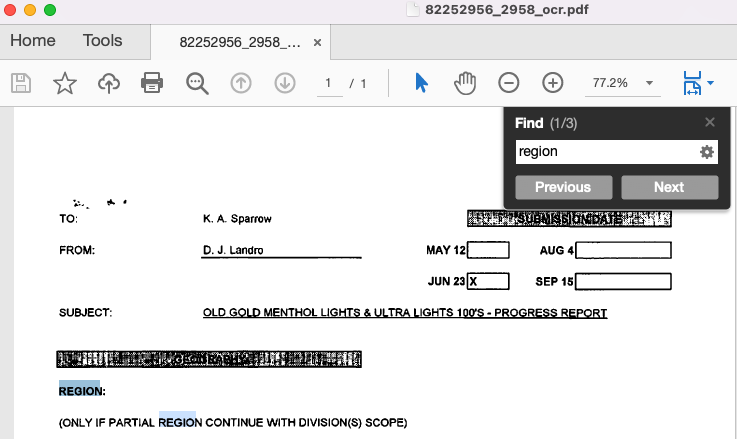 82252956_2958_ocr.pdf
Home Tools 82252956_2958_... ×
1 / 1 77.2%
Find (1/3)
region
Previous Next
TO: K. A. Sparrow SUBMISSION DATE
FROM: D. J. Landro MAY 12 AUG 4
JUN 23 X SEP 15
SUBJECT: OLD GOLD MENTHOL LIGHTS & ULTRA LIGHTS 100'S - PROGRESS REPORT
GEOGRAPHY
REGION:
(ONLY IF PARTIAL REGION CONTINUE WITH DIVISION(S) SCOPE)